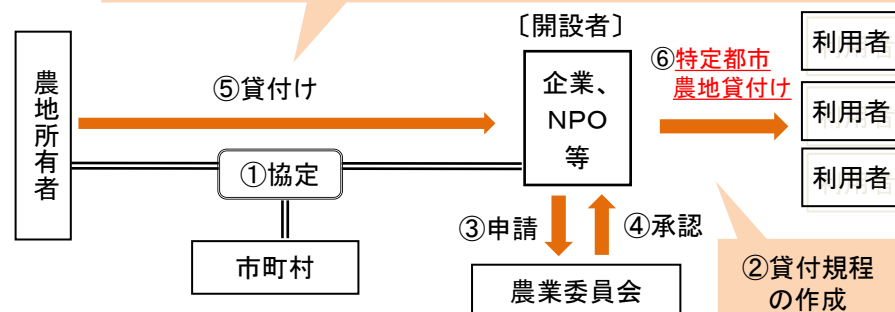 〔開設者〕
農地所有者
⑤貸付け
企業、
NPO
等
⑥特定都市
農地貸付け
利用者
利用者
利用者
①協定
市町村
③申請
④承認
農業委員会
②貸付規程
の作成